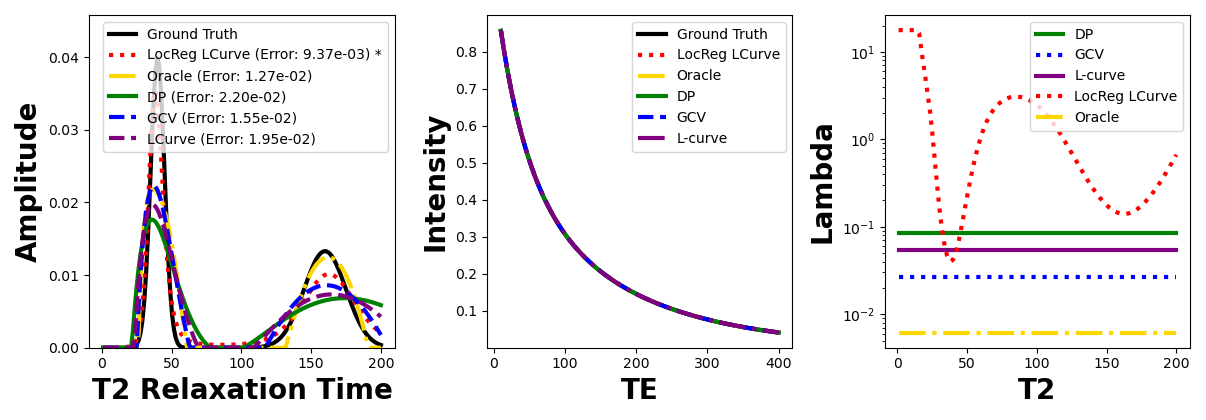 Amplitude
0.04
0.03
0.02
0.01
0.00
Ground Truth
LocReg LCurve (Error: 9.37e-03) *
Oracle (Error: 1.27e-02)
DP (Error: 2.20e-02)
GCV (Error: 1.55e-02)
LCurve (Error: 1.95e-02)
0 50 100 150 200
T2 Relaxation Time
Intensity
0.8
0.7
0.6
0.5
0.4
0.3
0.2
0.1
Ground Truth
LocReg LCurve
Oracle
DP
GCV
L-curve
0 100 200 300 400
TE
Lambda
10¹
10⁰
10⁻¹
10⁻²
DP
GCV
L-curve
LocReg LCurve
Oracle
0 50 100 150 200
T2